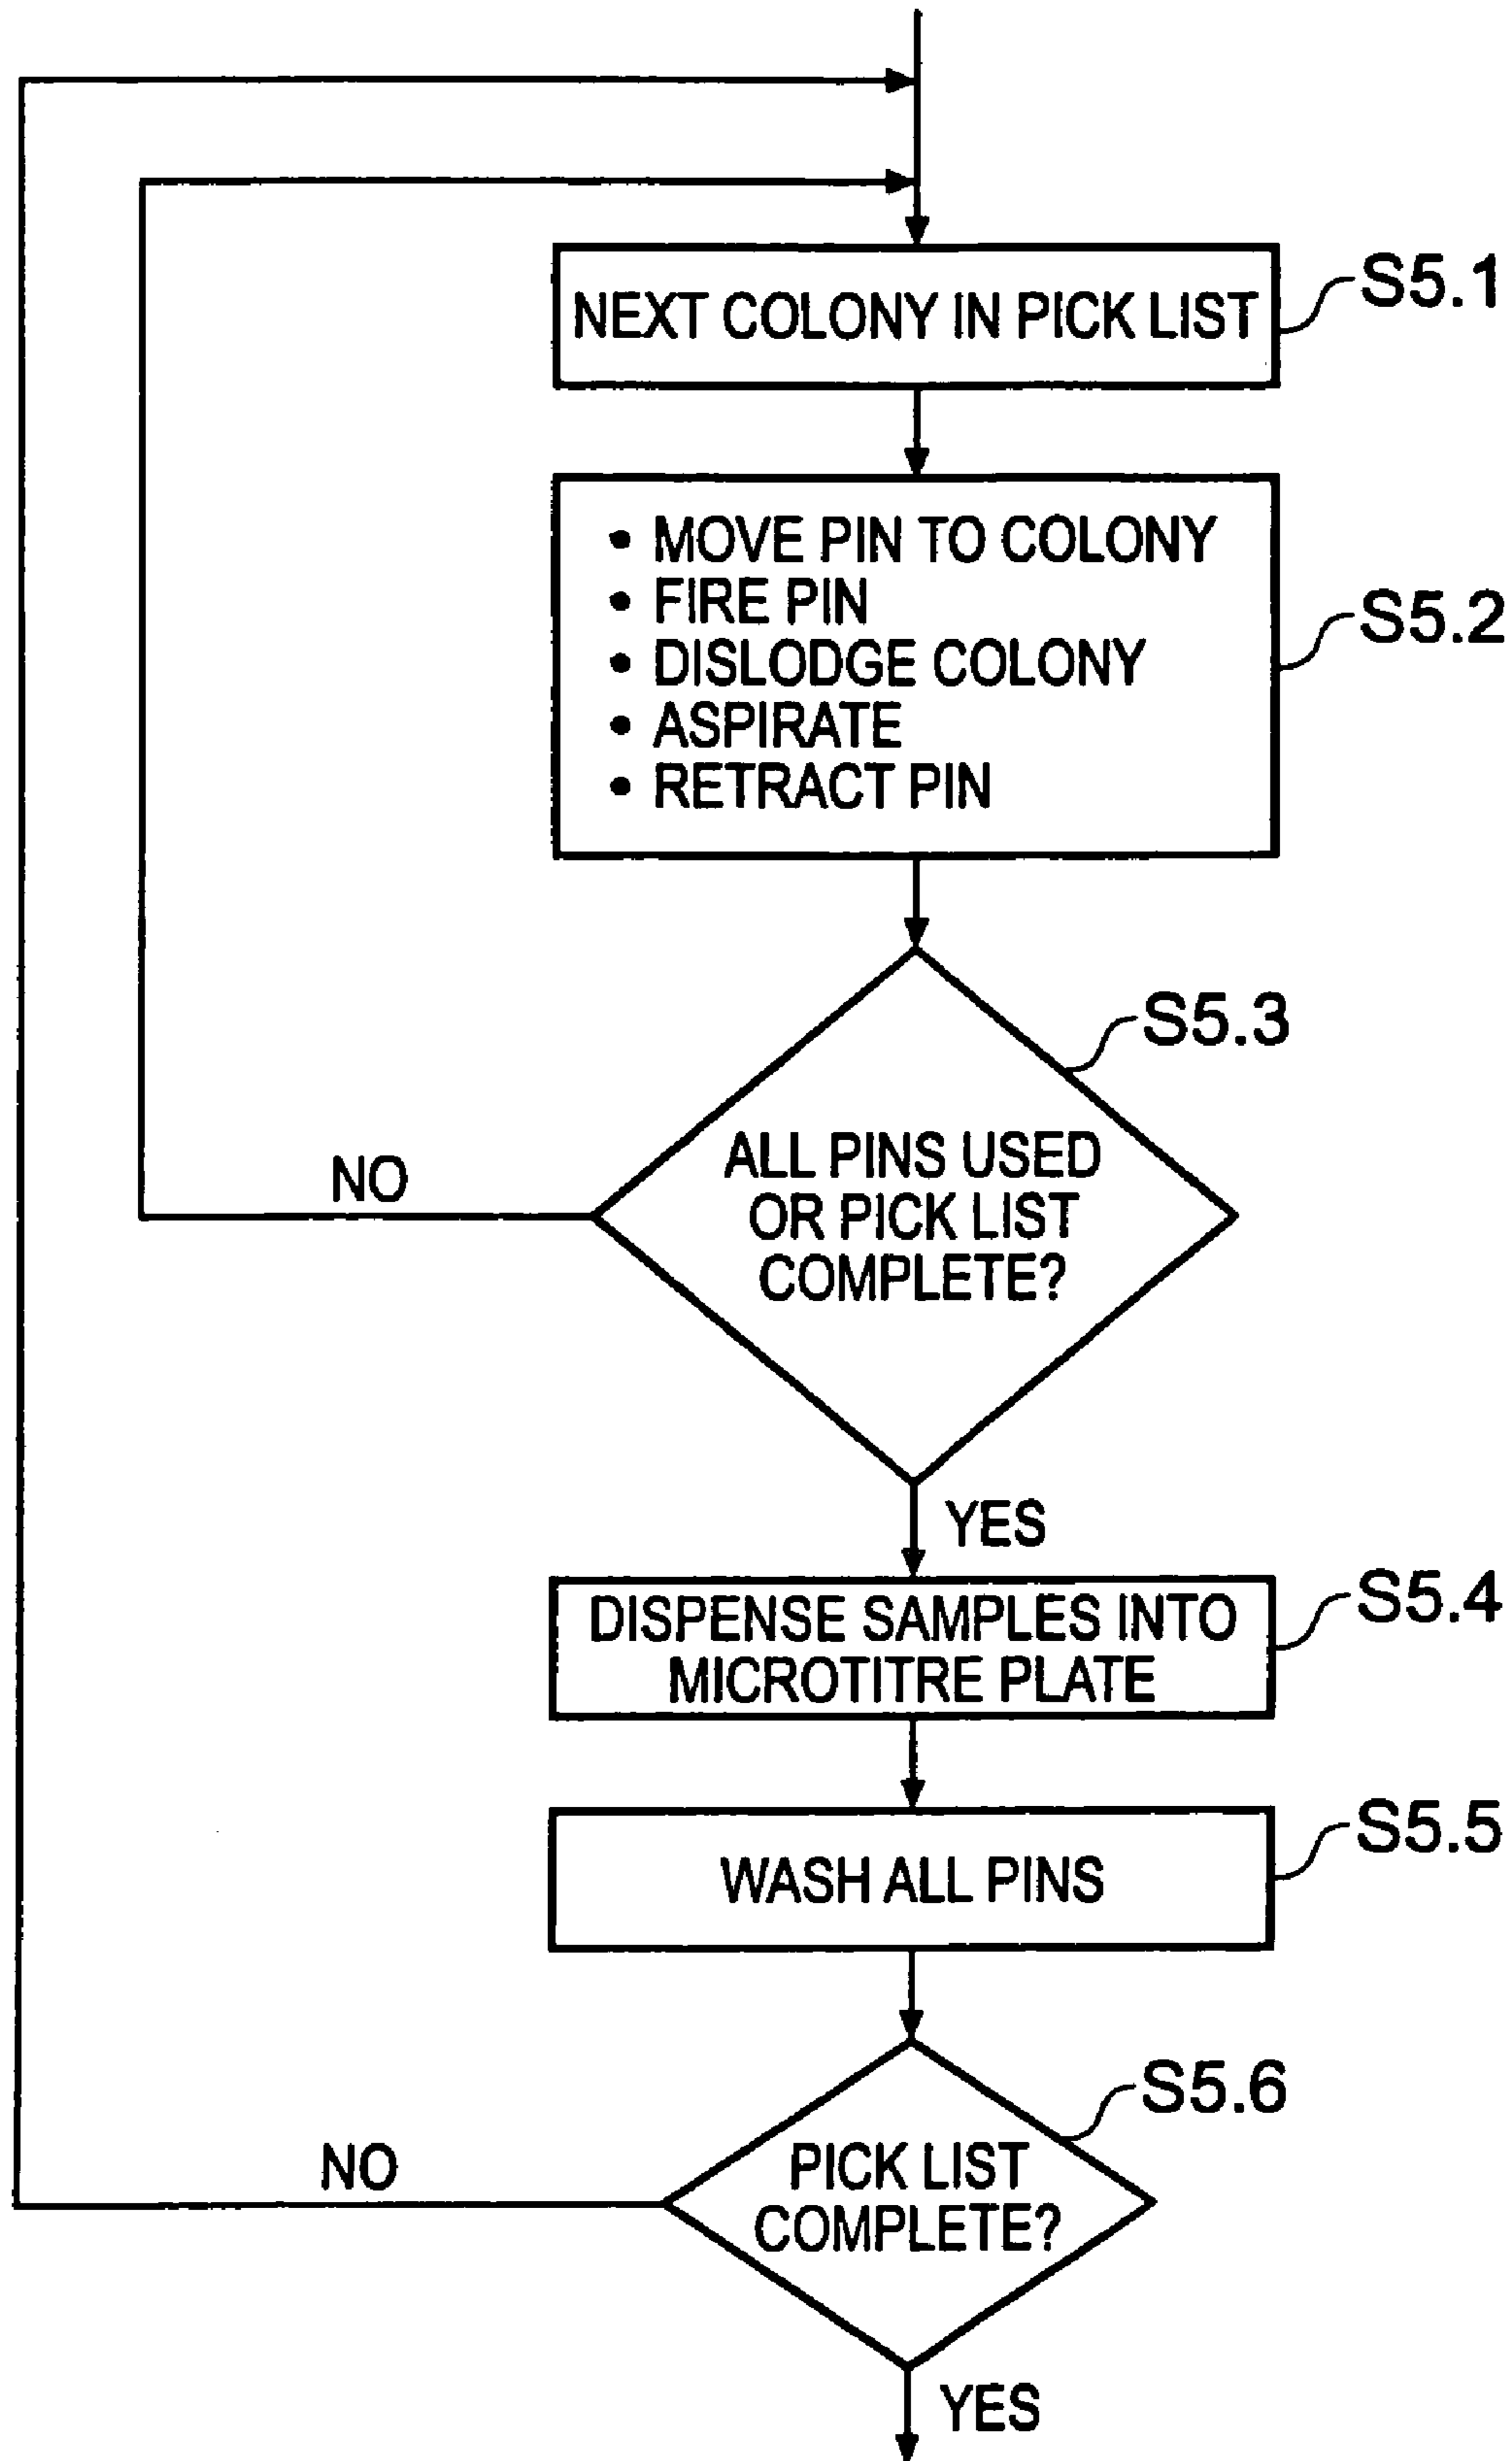 NEXT COLONY IN PICK LIST
S5.1
• MOVE PIN TO COLONY
• FIRE PIN
• DISLODGE COLONY
• ASPIRATE
• RETRACT PIN
S5.2
S5.3
ALL PINS USED
OR PICK LIST
COMPLETE?
NO
YES
DISPENSE SAMPLES INTO
MICROTITRE PLATE
S5.4
WASH ALL PINS
S5.5
S5.6
PICK LIST
COMPLETE?
NO
YES